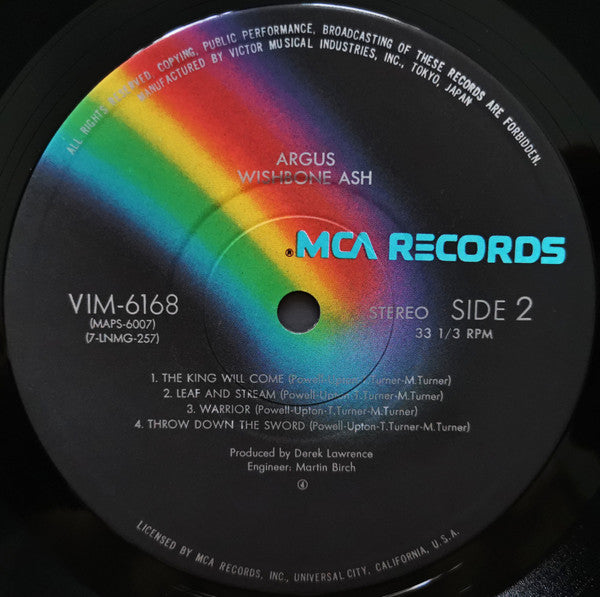 ALL RIGHTS RESERVED. COPYING, PUBLIC PERFORMANCE, BROADCASTING OF THESE RECORDS ARE FORBIDDEN.
MANUFACTURED BY VICTOR MUSICAL INDUSTRIES, INC., TOKYO, JAPAN
ARGUS
WISHBONE ASH
® MCA RECORDS
VIM-6168
(MAPS-6007)
(7-LNMG-257)
STEREO SIDE 2
33 1/3 RPM
1. THE KING WILL COME (Powell-Upton-T.Turner-M.Turner)
2. LEAF AND STREAM (Powell-Upton-T.Turner-M.Turner)
3. WARRIOR (Powell-Upton-T.Turner-M.Turner)
4. THROW DOWN THE SWORD (Powell-Upton-T.Turner-M.Turner)
Produced by Derek Lawrence
Engineer: Martin Birch
④
LICENSED BY MCA RECORDS, INC., UNIVERSAL CITY, CALIFORNIA, U.S.A.